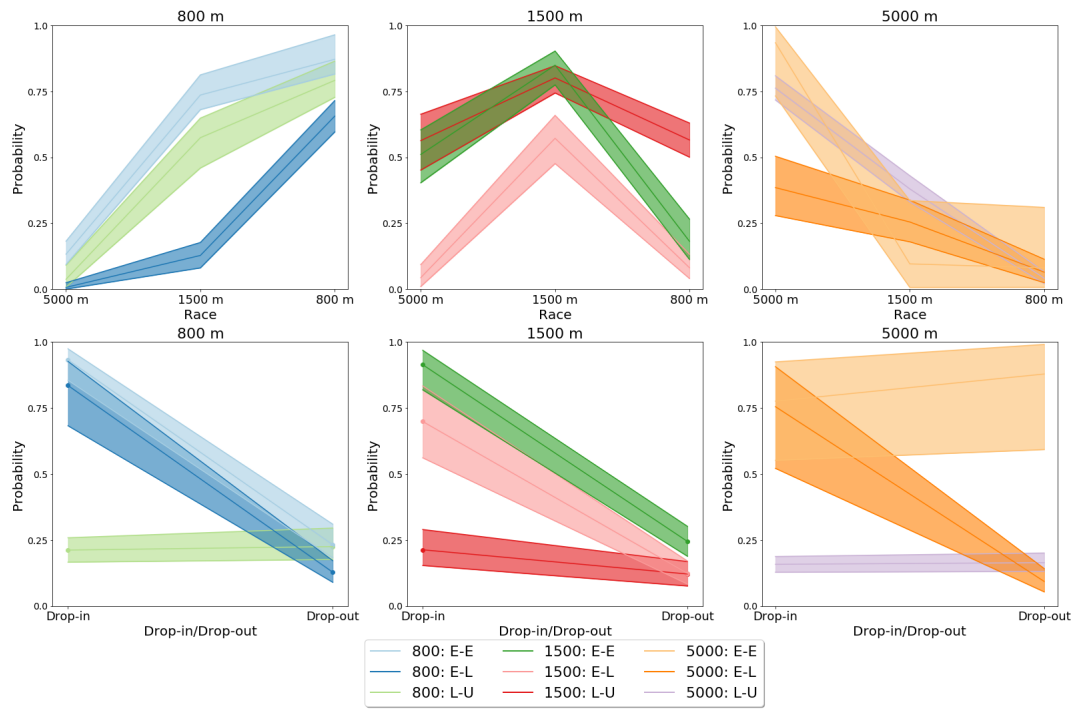 800 m
1500 m
5000 m
1.0
0.75
0.5
0.25
0.0
Probability
5000 m
1500 m
800 m
Race
1.0
0.75
0.5
0.25
0.0
Probability
5000 m
1500 m
800 m
Race
1.0
0.75
0.5
0.25
0.0
Probability
5000 m
1500 m
800 m
Race
800 m
1500 m
5000 m
1.0
0.75
0.5
0.25
0.0
Probability
Drop-in
Drop-out
Drop-in/Drop-out
1.0
0.75
0.5
0.25
0.0
Probability
Drop-in
Drop-out
Drop-in/Drop-out
1.0
0.75
0.5
0.25
0.0
Probability
Drop-in
Drop-out
Drop-in/Drop-out
800: E-E
800: E-L
800: L-U
1500: E-E
1500: E-L
1500: L-U
5000: E-E
5000: E-L
5000: L-U